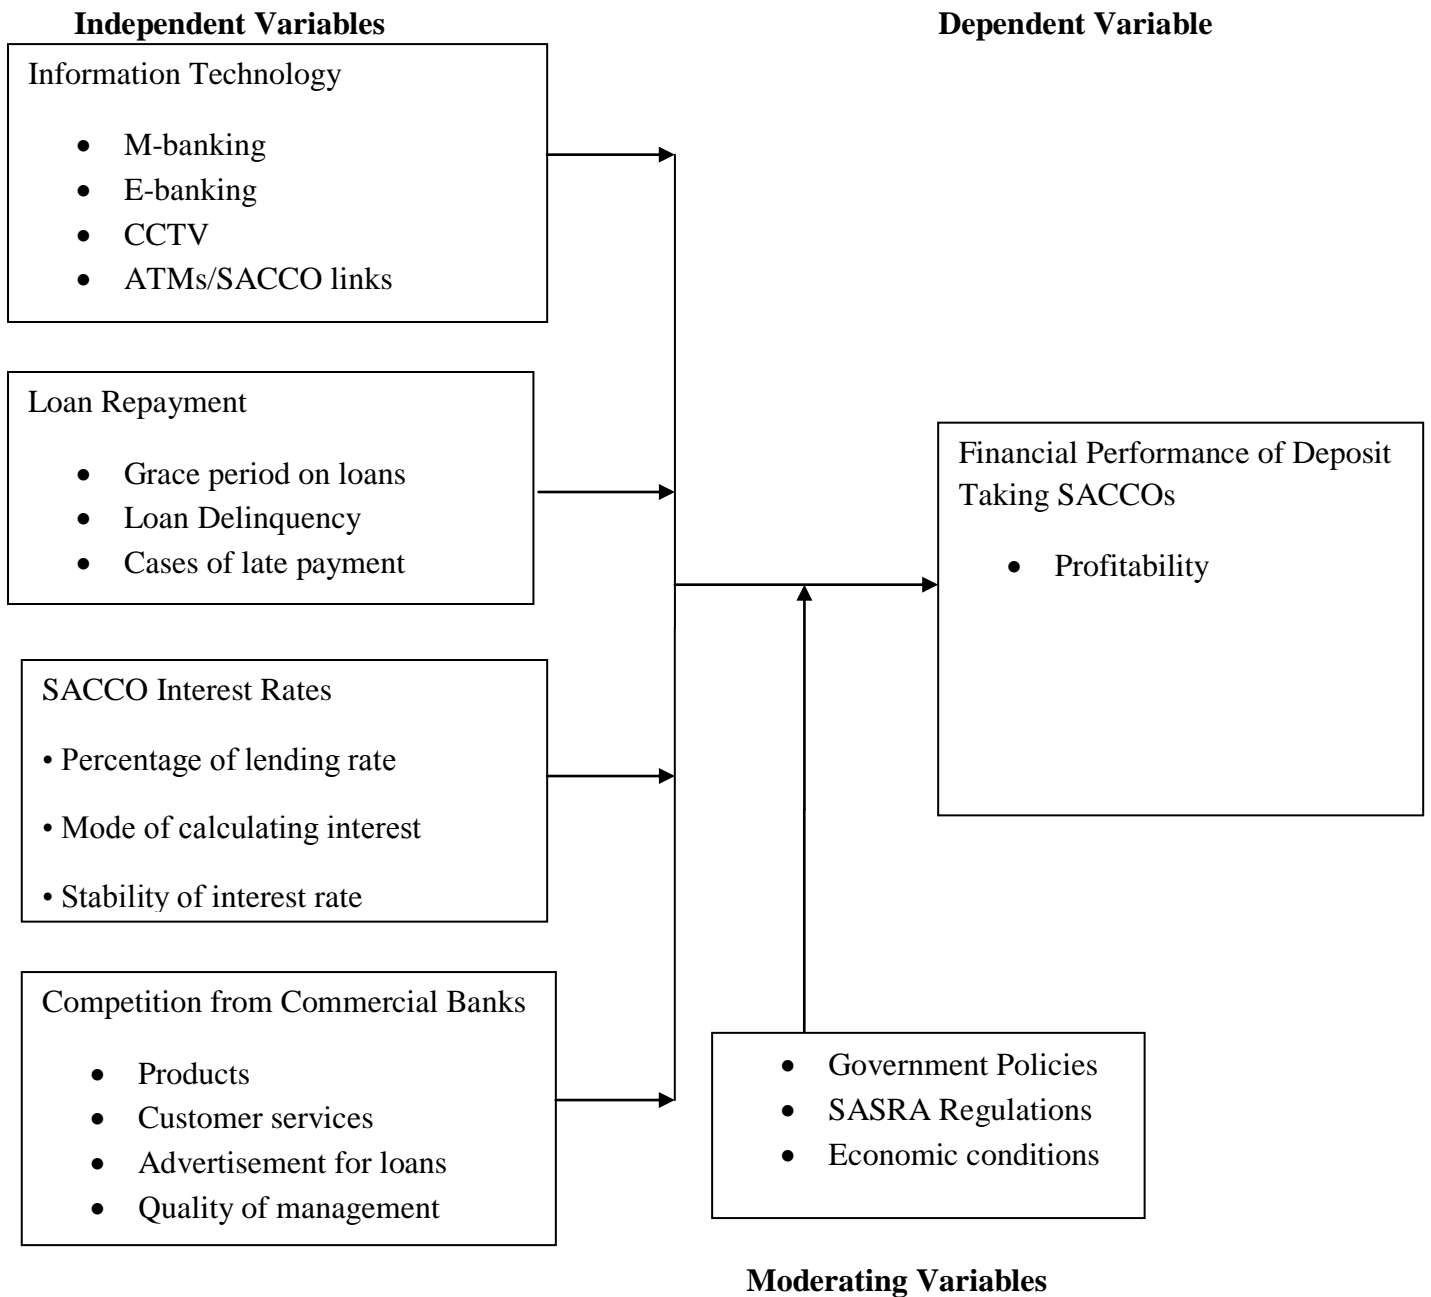 Independent Variables
Dependent Variable
Information Technology
• M-banking
• E-banking
• CCTV
• ATMs/SACCO links
Loan Repayment
• Grace period on loans
• Loan Delinquency
• Cases of late payment
Financial Performance of Deposit
Taking SACCOs
• Profitability
SACCO Interest Rates
• Percentage of lending rate
• Mode of calculating interest
• Stability of interest rate
Competition from Commercial Banks
• Products
• Customer services
• Advertisement for loans
• Quality of management
• Government Policies
• SASRA Regulations
• Economic conditions
Moderating Variables